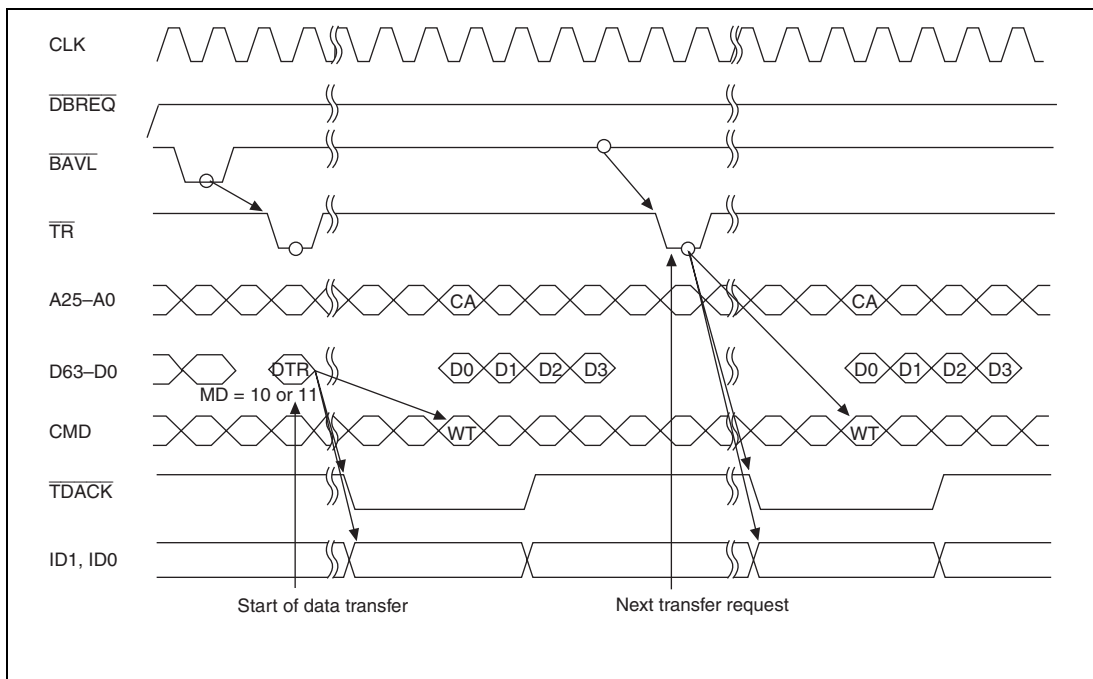 CLK
DBREQ
BAVL
TR
A25–A0 CA CA
D63–D0 DTR D0 D1 D2 D3 D0 D1 D2 D3
MD = 10 or 11
CMD WT WT
TDACK
ID1, ID0
Start of data transfer Next transfer request